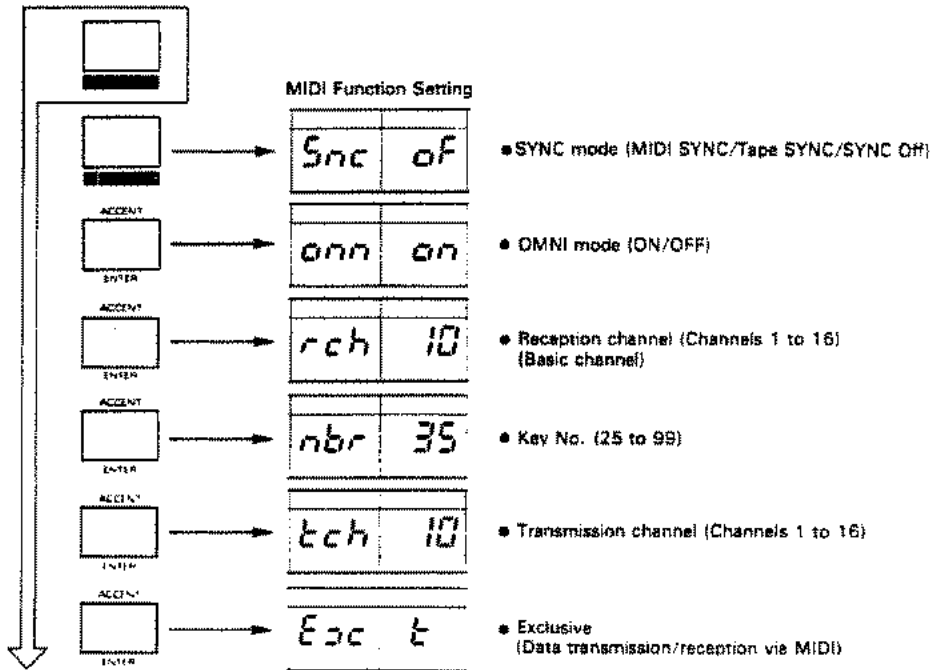 MIDI Function Setting
Snc oF
●SYNC mode (MIDI SYNC/Tape SYNC/SYNC Off)
ACCENT
ENTER
onn on
● OMNI mode (ON/OFF)
ACCENT
ENTER
rch 10
● Reception channel (Channels 1 to 16)
(Basic channel)
ACCENT
ENTER
nbr 35
● Key No. (25 to 99)
ACCENT
ENTER
tch 10
● Transmission channel (Channels 1 to 16)
ACCENT
ENTER
t
● Exclusive
(Data transmission/reception via MIDI)